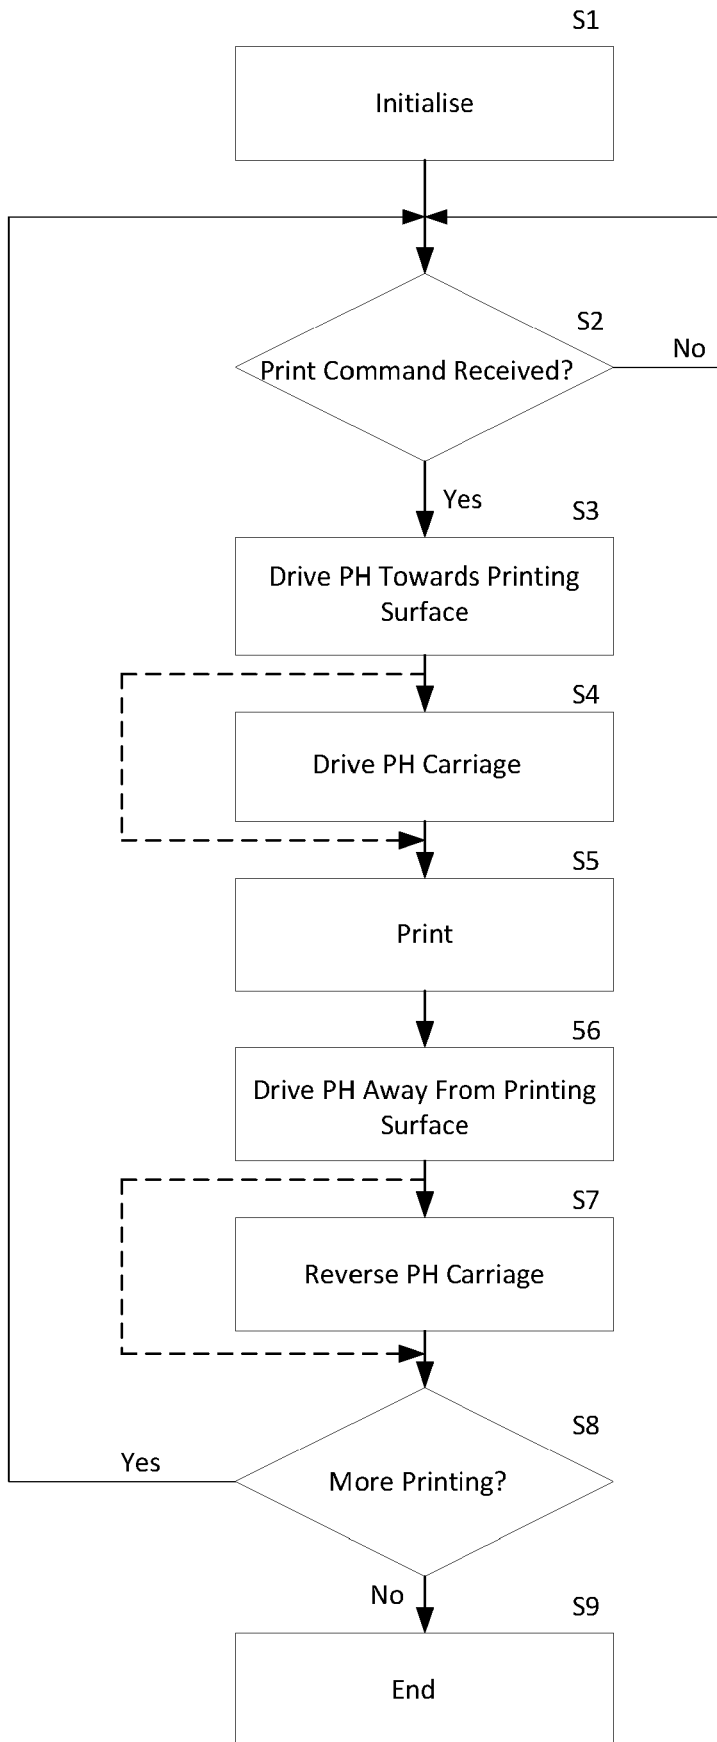 S1
Initialise
S2
Print Command Received?
No
Yes
S3
Drive PH Towards Printing
Surface
S4
Drive PH Carriage
S5
Print
56
Drive PH Away From Printing
Surface
S7
Reverse PH Carriage
S8
Yes
More Printing?
No
S9
End